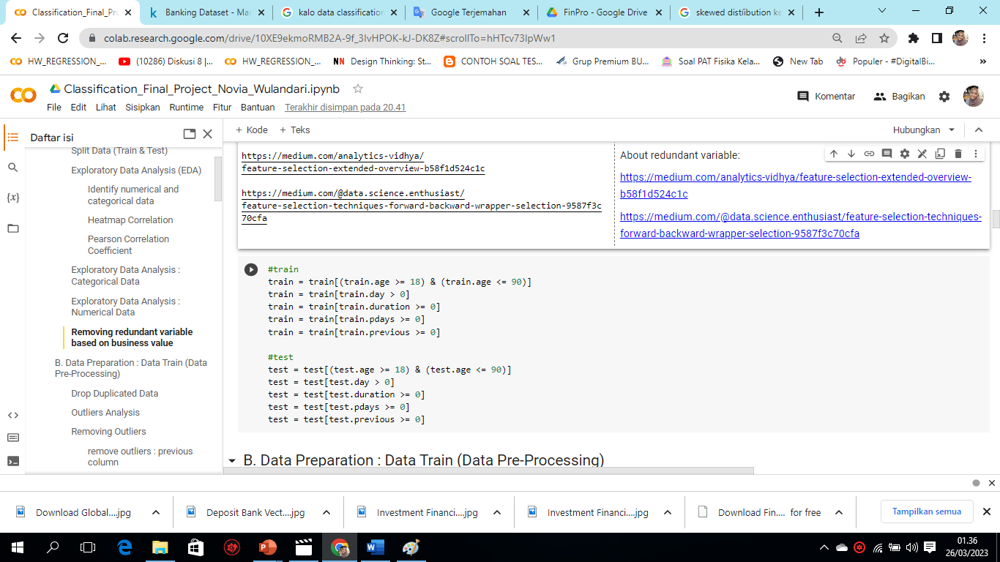 Classification_Final_Pro
Banking Dataset - Mar
kalo data classification
Google Terjemahan
FinPro - Google Drive
skewed distíibution ke
colab.research.google.com/drive/10XE9ekmoRMB2A-9f_3IvHPOK-kJ-DK8Z#scrollTo=hHTcv73IpWw1
HW_REGRESSION_...
(10286) Diskusi 8 |...
HW_REGRESSION_...
NN Design Thinking: St...
CONTOH SOAL TES...
Grup Premium BU...
Soal PAT Fisika Kela...
New Tab
Populer - #DigitalBi...
»
Classification_Final_Project_Novia_Wulandari.ipynb
File Edit Lihat Sisipkan Runtime Fitur Bantuan Terakhir disimpan pada 20.41
Komentar
Bagikan
Daftar isi
Split Data (Train & Test)
Exploratory Data Analysis (EDA)
Identify numerical and
categorical data
Heatmap Correlation
Pearson Correlation
Coefficient
Exploratory Data Analysis :
Categorical Data
Exploratory Data Analysis :
Numerical Data
Removing redundant variable
based on business value
B. Data Preparation : Data Train (Data
Pre-Processing)
Drop Duplicated Data
Outliers Analysis
Removing Outliers
remove outliers : previous
column
+ Kode + Teks
Hubungkan
https://medium.com/analytics-vidhya/
feature-selection-extended-overview-b58f1d524c1c
https://medium.com/@data.science.enthusiast/
feature-selection-techniques-forward-backward-wrapper-selection-9587f3c
70cfa
About redundant variable:
https://medium.com/analytics-vidhya/feature-selection-extended-overview-
b58f1d524c1c
https://medium.com/@data.science.enthusiast/feature-selection-techniques-
forward-backward-wrapper-selection-9587f3c70cfa
#train
train = train[(train.age >= 18) & (train.age <= 90)]
train = train[train.day > 0]
train = train[train.duration >= 0]
train = train[train.pdays >= 0]
train = train[train.previous >= 0]
#test
test = test[(test.age >= 18) & (test.age <= 90)]
test = test[test.day > 0]
test = test[test.duration >= 0]
test = test[test.pdays >= 0]
test = test[test.previous >= 0]
B. Data Preparation : Data Train (Data Pre-Processing)
Download Global....jpg
Deposit Bank Vect....jpg
Investment Financi....jpg
Investment Financi....jpg
Download Fin.... for free
Tampilkan semua
01.36
26/03/2023